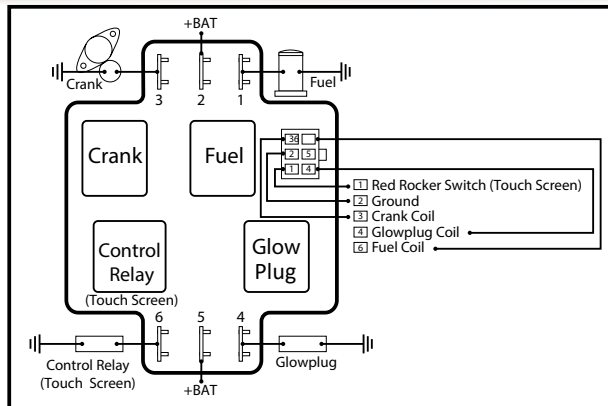 +BAT
Crank
Fuel
3
2
1
Crank
Fuel
36
2
5
1
4
1 Red Rocker Switch (Touch Screen)
2 Ground
3 Crank Coil
4 Glowplug Coil
6 Fuel Coil
Control
Relay
(Touch Screen)
Glow
Plug
6
5
4
Control Relay
(Touch Screen)
Glowplug
+BAT